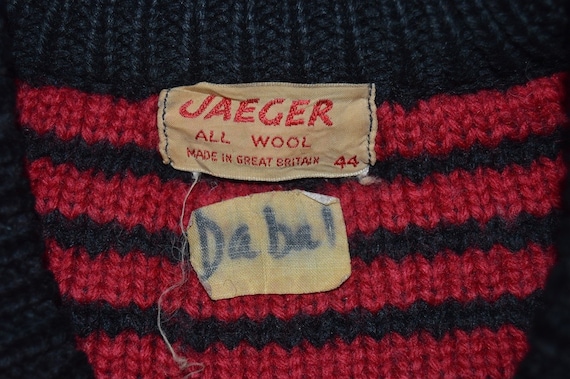 JAEGER
ALL WOOL
MADE IN GREAT BRITAIN 44
Dabal